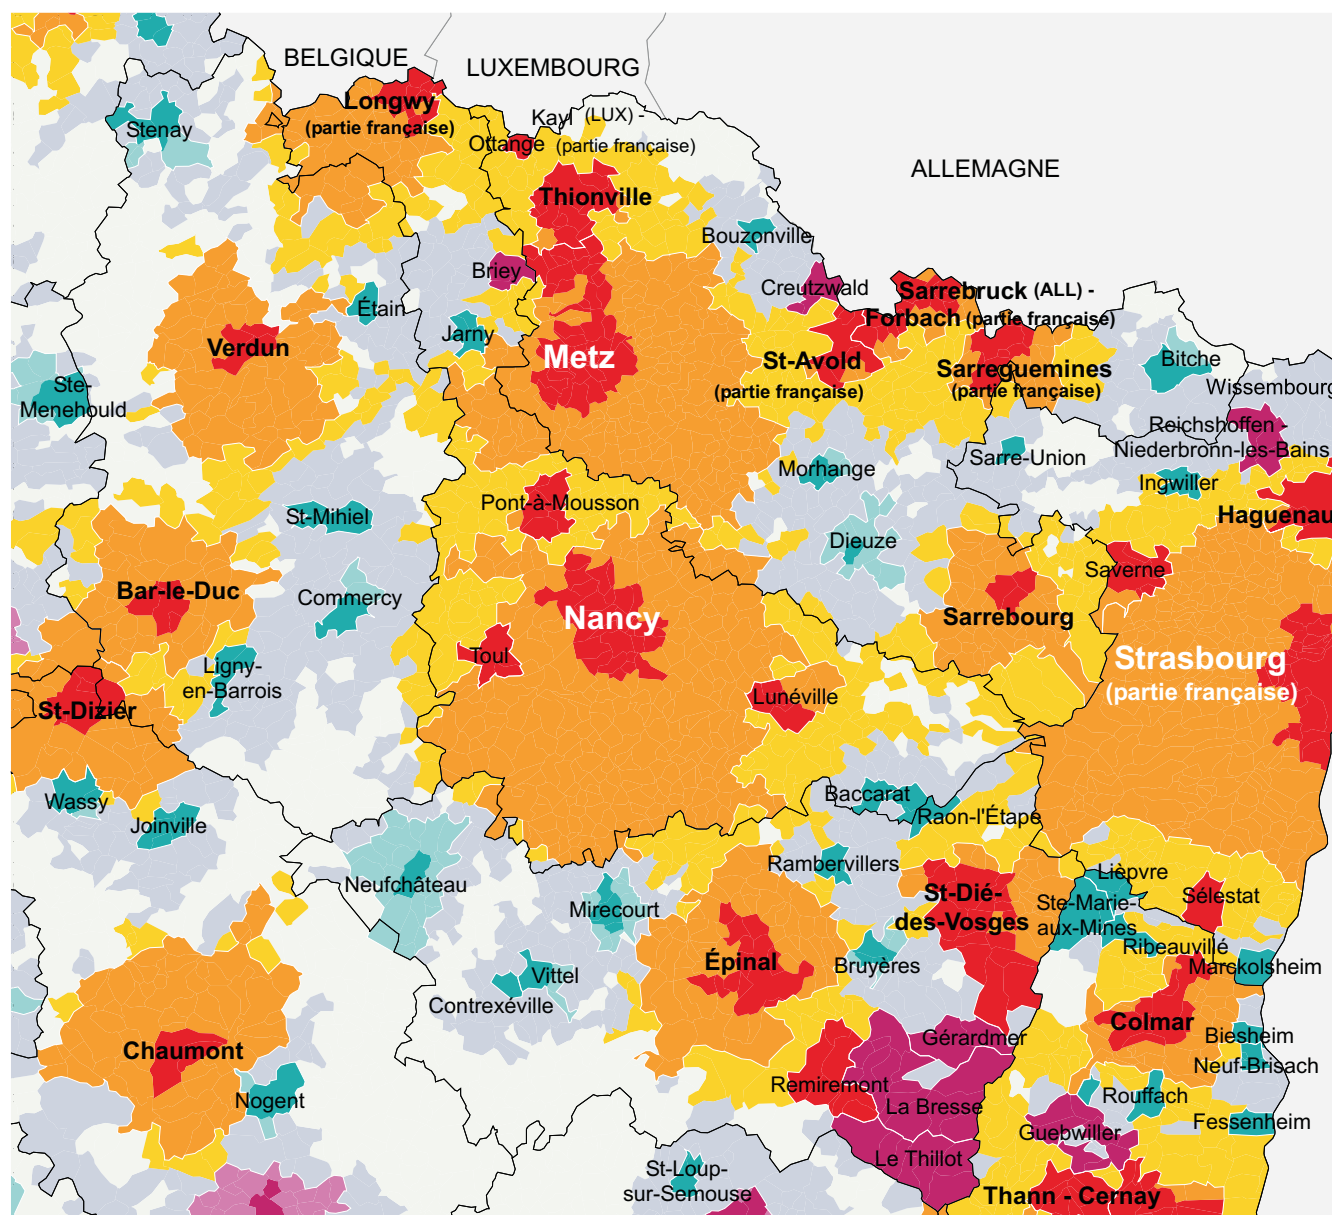 BELGIQUE
LUXEMBOURG
ALLEMAGNE
Longwy
(partie française)
Stenay
Kayl (LUX) -
Ottange (partie française)
Thionville
Bouzonville
Briey
Creutzwald
Étain
Jarny
Sarrebruck (ALL) -
Forbach (partie française)
Verdun
Metz
St-Avold
(partie française)
Sarreguemines
(partie française)
Bitche
Wissembourg
Ste-
Menehould
Reichshoffen -
Niederbronn-les-Bains
Sarre-Union
Morhange
Ingwiller
Pont-à-Mousson
St-Mihiel
Haguenau
Dieuze
Saverne
Bar-le-Duc
Commercy
Nancy
Sarrebourg
Toul
Ligny-
en-Barrois
Strasbourg
(partie française)
Lunéville
St-Dizier
Wassy
Joinville
Baccarat
Raon-l'Étape
Rambervillers
Neufchâteau
Mirecourt
St-Dié-
des-Vosges
Lièpvre
Ste-Marie-
aux-Mines
Sélestat
Ribeauvillé
Marckolsheim
Épinal
Bruyères
Vittel
Contrexéville
Colmar
Biesheim
Neuf-Brisach
Chaumont
Gérardmer
Nogent
Remiremont
La Bresse
Rouffach
Fessenheim
Guebwiller
Le Thillot
St-Loup-
sur-Semouse
Thann - Cernay